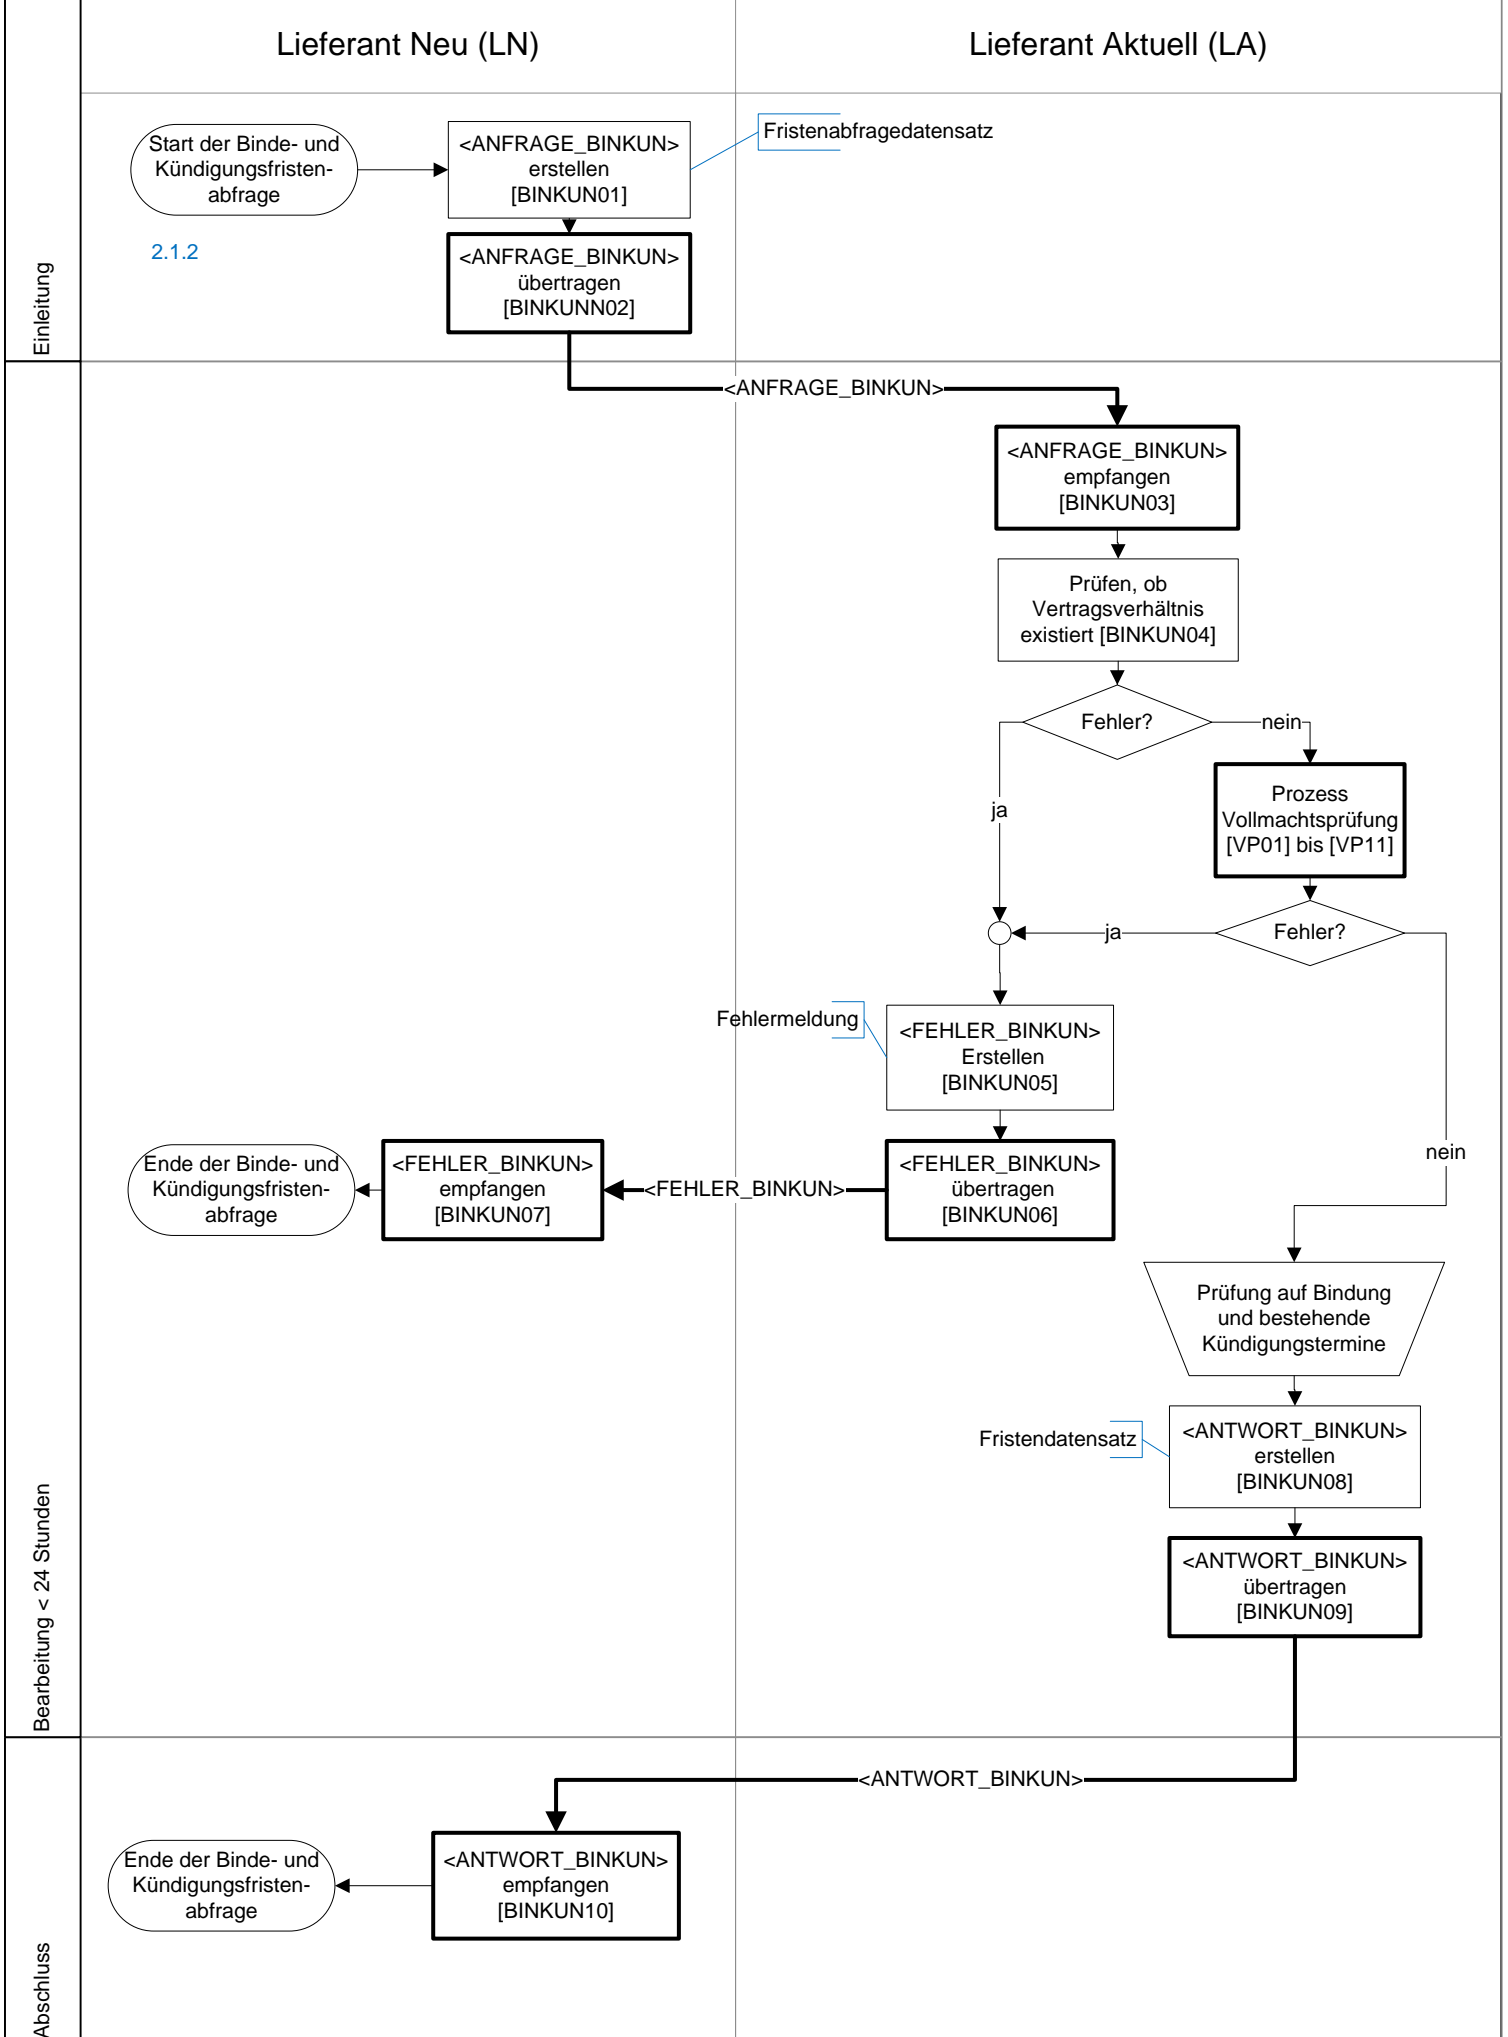 Lieferant Neu (LN)
Lieferant Aktuell (LA)
Einleitung
Start der Binde- und
Kündigungsfristen-
abfrage
2.1.2
<ANFRAGE_BINKUN>
erstellen
[BINKUN01]
Fristenabfragedatensatz
<ANFRAGE_BINKUN>
übertragen
[BINKUNN02]
Bearbeitung < 24 Stunden
<ANFRAGE_BINKUN>
<ANFRAGE_BINKUN>
empfangen
[BINKUN03]
Prüfen, ob
Vertragsverhältnis
existiert [BINKUN04]
Fehler?
nein
ja
Prozess
Vollmachtsprüfung
[VP01] bis [VP11]
Fehler?
ja
nein
Fehlermeldung
<FEHLER_BINKUN>
Erstellen
[BINKUN05]
<FEHLER_BINKUN>
übertragen
[BINKUN06]
<FEHLER_BINKUN>
<FEHLER_BINKUN>
empfangen
[BINKUN07]
Ende der Binde- und
Kündigungsfristen-
abfrage
Prüfung auf Bindung
und bestehende
Kündigungstermine
Fristendatensatz
<ANTWORT_BINKUN>
erstellen
[BINKUN08]
<ANTWORT_BINKUN>
übertragen
[BINKUN09]
Abschluss
<ANTWORT_BINKUN>
<ANTWORT_BINKUN>
empfangen
[BINKUN10]
Ende der Binde- und
Kündigungsfristen-
abfrage